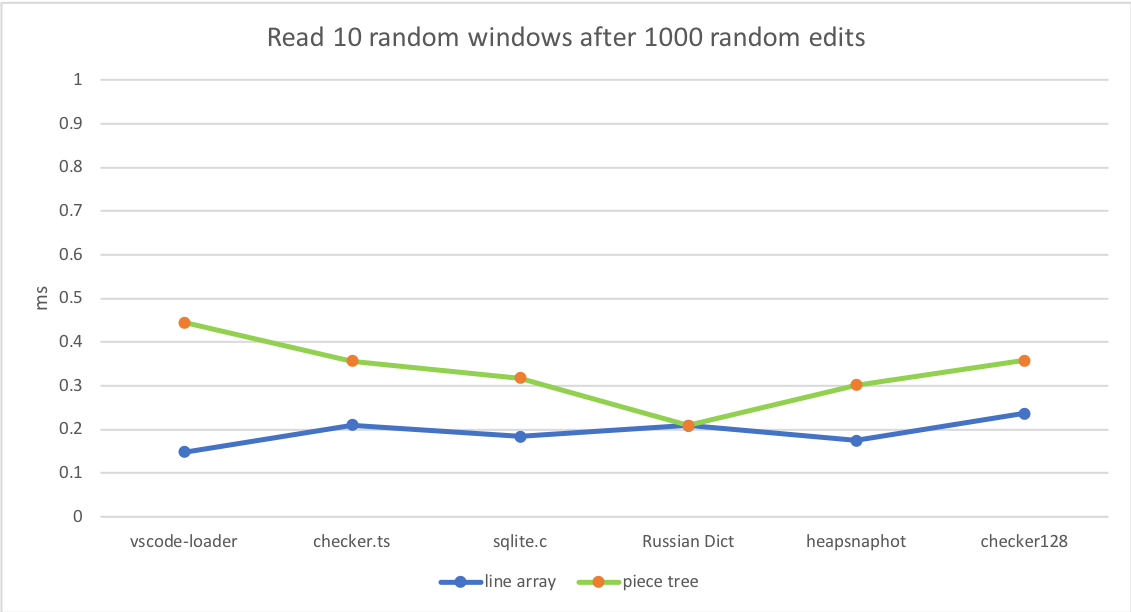 Read 10 random windows after 1000 random edits
1
0.9
0.8
0.7
0.6
0.5
0.4
0.3
0.2
0.1
0
ms
vscode-loader checker.ts sqlite.c Russian Dict heapsnaphot checker128
line array piece tree